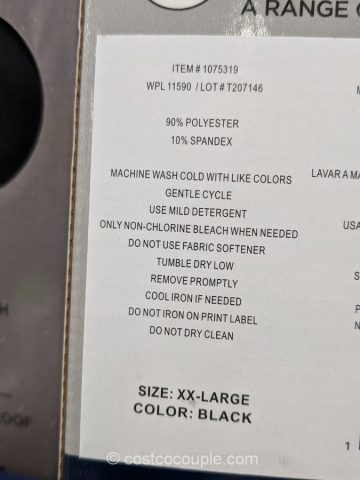 A RANGE
ITEM # 1075319
WPL 11590 / LOT # T207146
90% POLYESTER
10% SPANDEX
MACHINE WASH COLD WITH LIKE COLORS
GENTLE CYCLE
USE MILD DETERGENT
ONLY NON-CHLORINE BLEACH WHEN NEEDED
DO NOT USE FABRIC SOFTENER
TUMBLE DRY LOW
REMOVE PROMPTLY
COOL IRON IF NEEDED
DO NOT IRON ON PRINT LABEL
DO NOT DRY CLEAN
SIZE: XX-LARGE
COLOR: BLACK
LAVAR A
1
© costcocouple.com